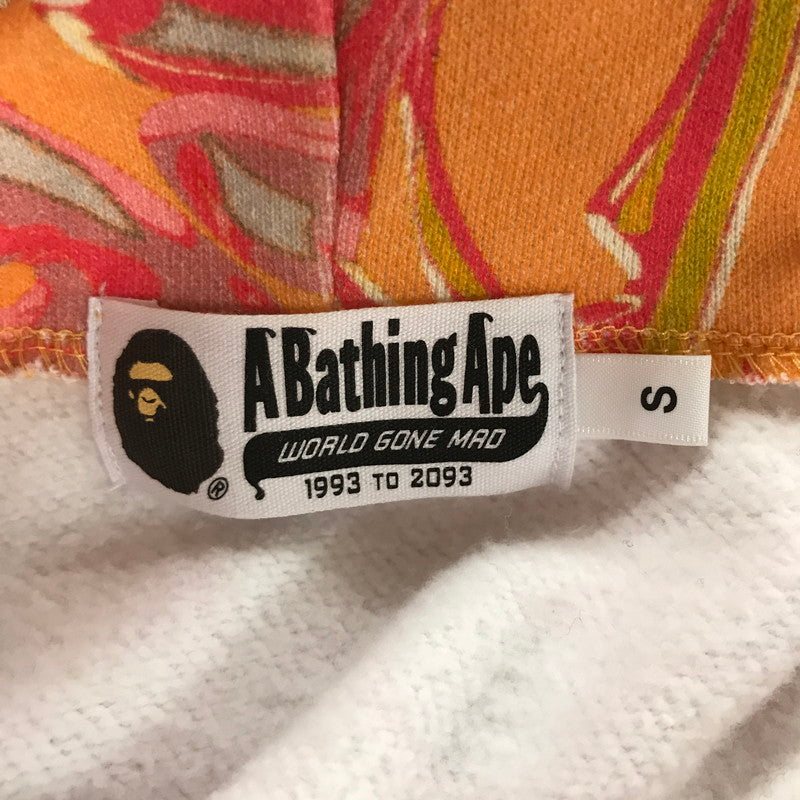 A Bathing Ape
WORLD GONE MAD
1993 TO 2093
®
S